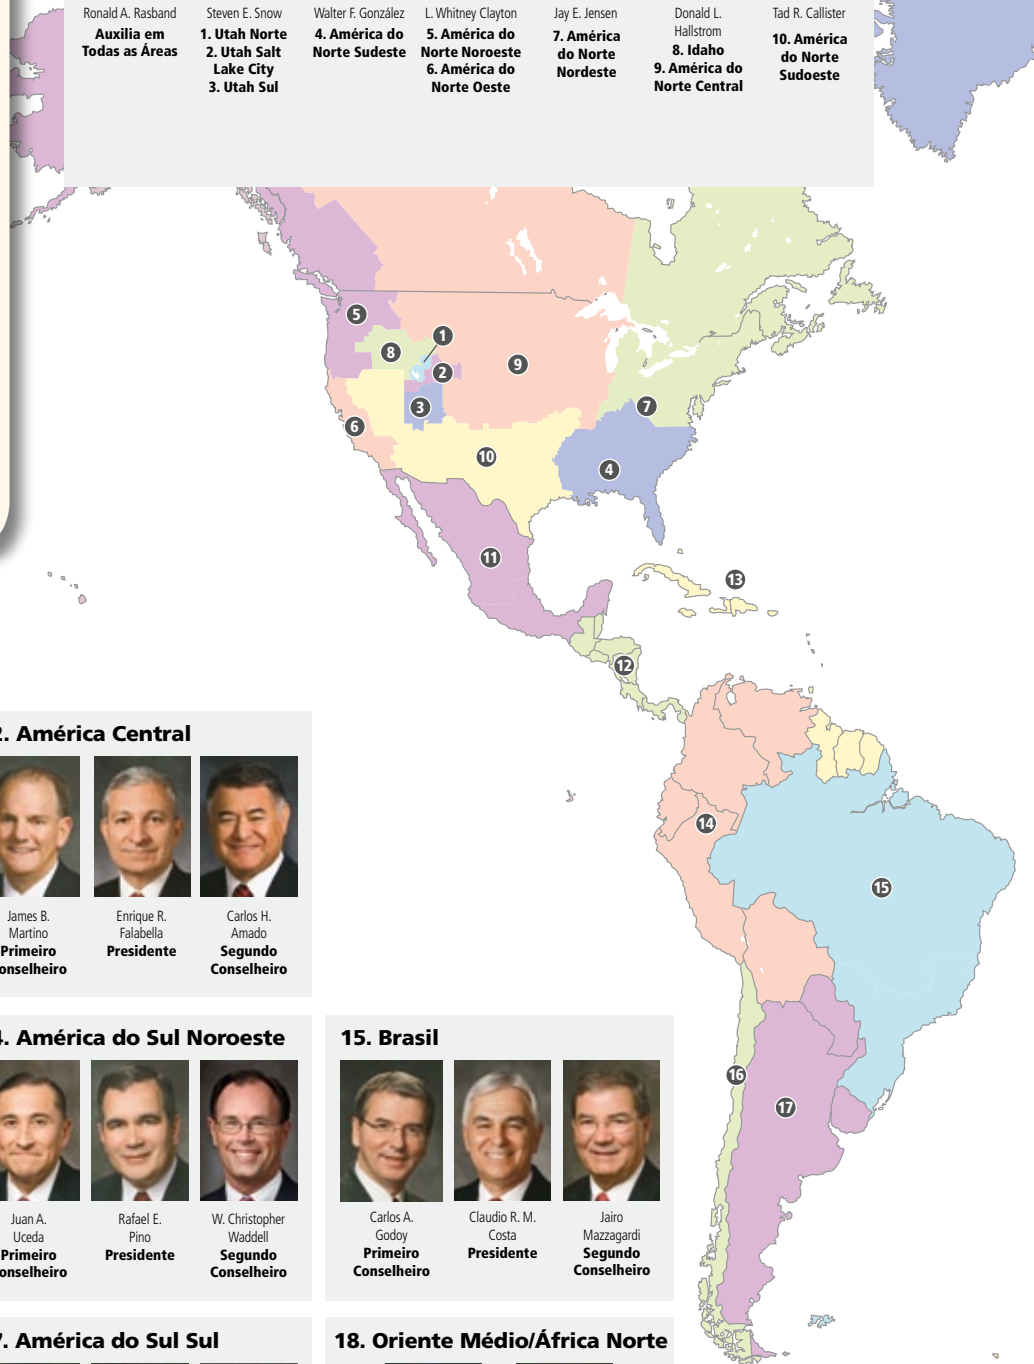 Ronald A. Rasband
Auxilia em
Todas as Áreas
Steven E. Snow
1. Utah Norte
2. Utah Salt
Lake City
3. Utah Sul
Walter F. González
4. América do
Norte Sudeste
L. Whitney Clayton
5. América do
Norte Noroeste
6. América do
Norte Oeste
Jay E. Jensen
7. América
do Norte
Nordeste
Donald L.
Hallstrom
8. Idaho
9. América do
Norte Central
Tad R. Callister
10. América
do Norte
Sudoeste
5
1
8
2
9
3
7
6
10
4
11
13
12
14
15
16
17
2. América Central
James B.
Martino
Primeiro
onselheiro
Enrique R.
Falabella
Presidente
Carlos H.
Amado
Segundo
Conselheiro
4. América do Sul Noroeste
Juan A.
Uceda
Primeiro
onselheiro
Rafael E.
Pino
Presidente
W. Christopher
Waddell
Segundo
Conselheiro
15. Brasil
Carlos A.
Godoy
Primeiro
Conselheiro
Claudio R. M.
Costa
Presidente
Jairo
Mazzagardi
Segundo
Conselheiro
7. América do Sul Sul
18. Oriente Médio/África Norte